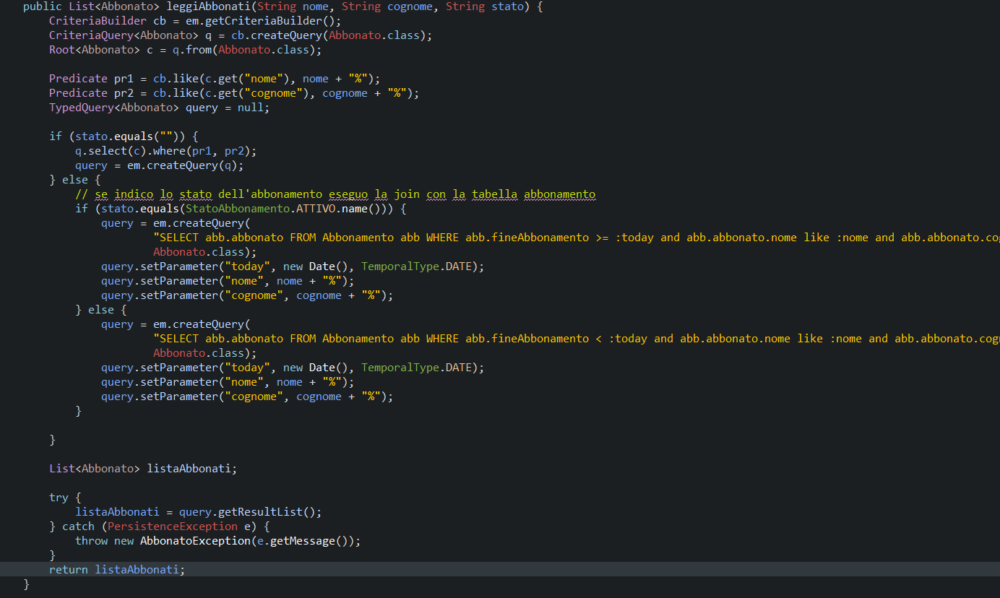 public List<Abbonato> leggiAbbonati(String nome, String cognome, String stato) {
CriteriaBuilder cb = em.getCriteriaBuilder();
CriteriaQuery<Abbonato> q = cb.createQuery(Abbonato.class);
Root<Abbonato> c = q.from(Abbonato.class);
Predicate pr1 = cb.like(c.get("nome"), nome + "%");
Predicate pr2 = cb.like(c.get("cognome"), cognome + "%");
TypedQuery<Abbonato> query = null;
if (stato.equals("")) {
q.select(c).where(pr1, pr2);
query = em.createQuery(q);
} else {
// se indico lo stato dell'abbonamento eseguo la join con la tabella abbonamento
if (stato.equals(StatoAbbonamento.ATTIVO.name())) {
query = em.createQuery(
"SELECT abb.abbonato FROM Abbonamento abb WHERE abb.fineAbbonamento >= :today and abb.abbonato.nome like :nome and abb.abbonato.co
Abbonato.class);
query.setParameter("today", new Date(), TemporalType.DATE);
query.setParameter("nome", nome + "%");
query.setParameter("cognome", cognome + "%");
} else {
query = em.createQuery(
"SELECT abb.abbonato FROM Abbonamento abb WHERE abb.fineAbbonamento < :today and abb.abbonato.nome like :nome and abb.abbonato.cog
Abbonato.class);
query.setParameter("today", new Date(), TemporalType.DATE);
query.setParameter("nome", nome + "%");
query.setParameter("cognome", cognome + "%");
}
}
List<Abbonato> listaAbbonati;
try {
listaAbbonati = query.getResultList();
} catch (PersistenceException e) {
throw new AbbonatoException(e.getMessage());
}
return listaAbbonati;
}